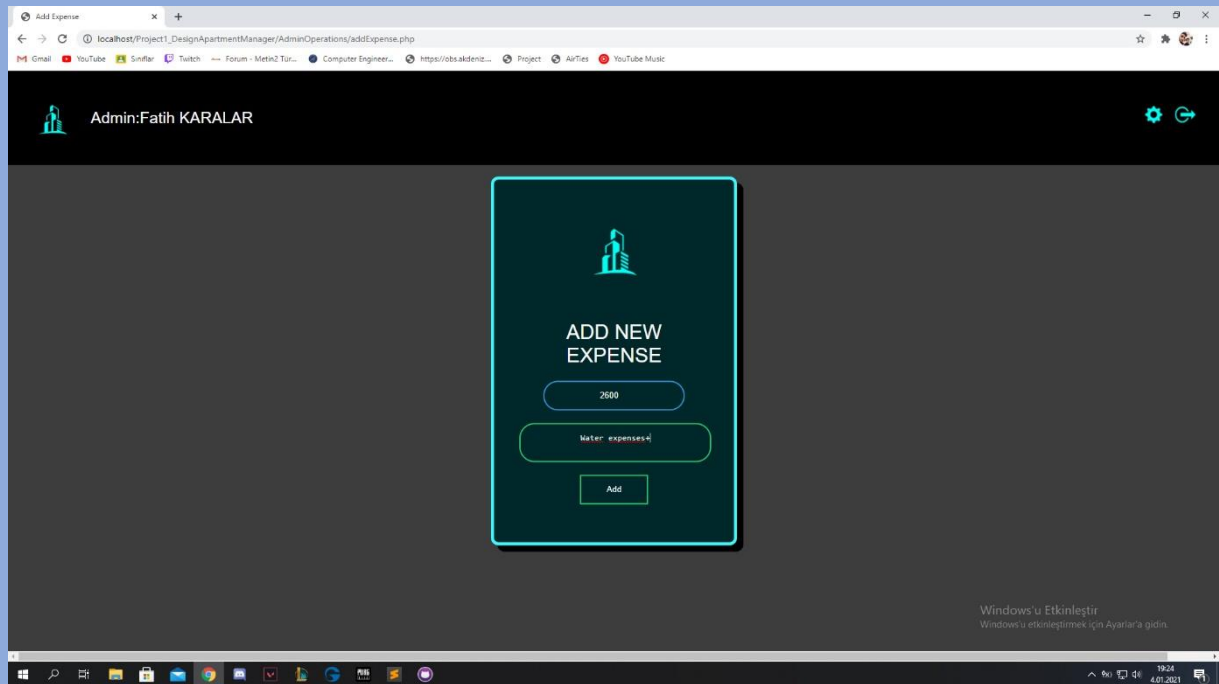 Add Expense
localhost/Project1_DesignApartmentManager/AdminOperations/addExpense.php
Gmail YouTube Sınıflar Twitch Forum - Metin2 Tür... Computer Engineer... https://obs.akdeniz... Project AirTies YouTube Music
Admin:Fatih KARALAR
ADD NEW
EXPENSE
2600
Water expenses+
Add
Windows'u Etkinleştir
Windows'u etkinleştirmek için Ayarlar'a gidin.
19:24
4.01.2021